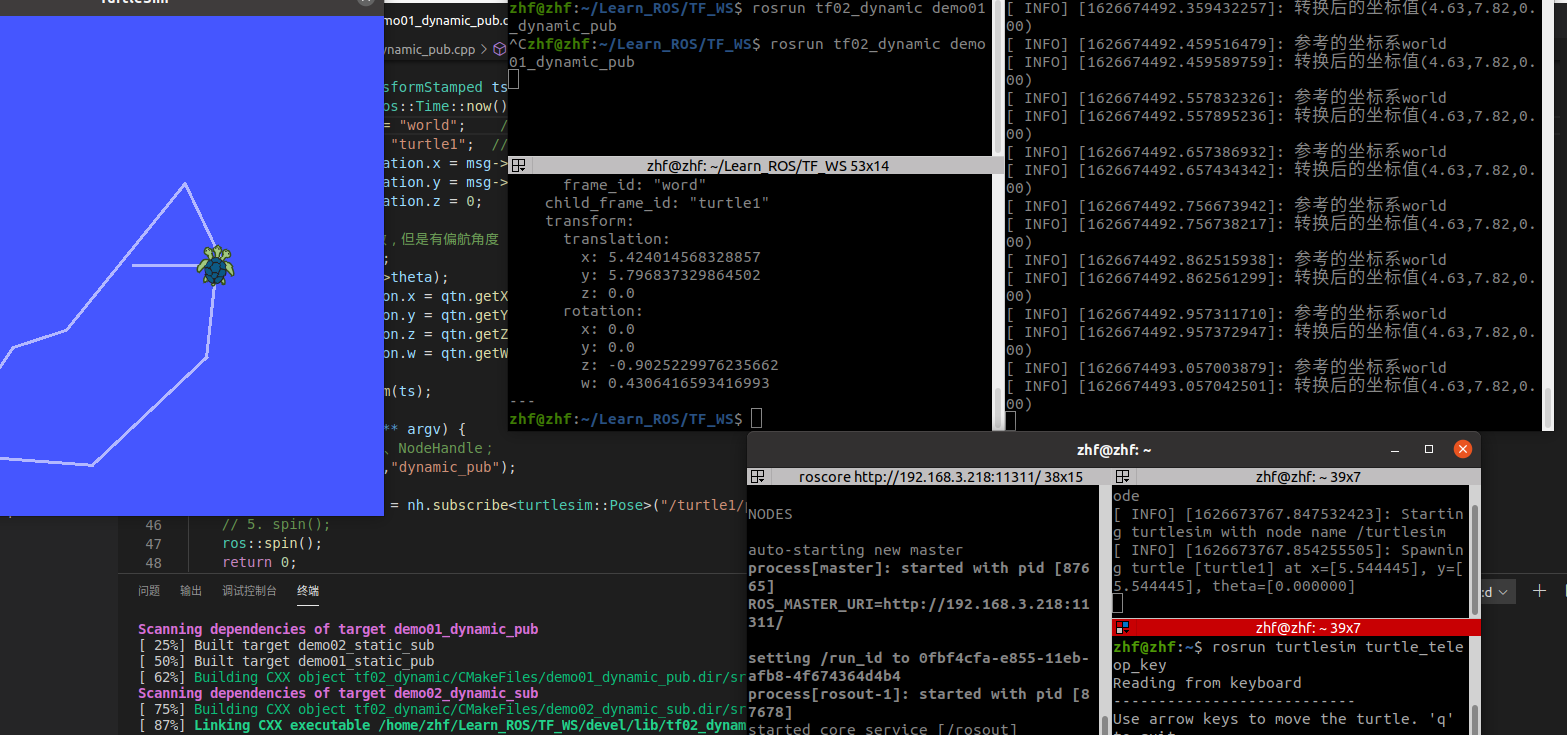 TurtleSim
mo01_dynamic_pub.c
ynamic_pub.cpp >
sformStamped ts
os::Time::now()
= "world"; /
"turtle1"; //
ation.x = msg->
ation.y = msg->
ation.z = 0;
,但是有偏航角度
;
>theta);
on.x = qtn.getX
on.y = qtn.getY
on.z = qtn.getZ
on.w = qtn.getW
m(ts);
** argv) {
、NodeHandle;
,"dynamic_pub");
= nh.subscribe<turtlesim::Pose>("/turtle1/
46 // 5. spin();
47 ros::spin();
48 return 0;
问题 输出 调试控制台 终端
Scanning dependencies of target demo01_dynamic_pub
[ 25%] Built target demo02_static_sub
[ 50%] Built target demo01_static_pub
[ 62%] Building CXX object tf02_dynamic/CMakeFiles/demo01_dynamic_pub.dir/sr
Scanning dependencies of target demo02_dynamic_sub
[ 75%] Building CXX object tf02_dynamic/CMakeFiles/demo02_dynamic_sub.dir/sr
[ 87%] Linking CXX executable /home/zhf/Learn_ROS/TF_WS/devel/lib/tf02_dynam
zhf@zhf:~/Learn_ROS/TF_WS$ rosrun tf02_dynamic demo01
_dynamic_pub
^Czhf@zhf:~/Learn_ROS/TF_WS$ rosrun tf02_dynamic demo
01_dynamic_pub
zhf@zhf: ~/Learn_ROS/TF_WS 53x14
frame_id: "word"
child_frame_id: "turtle1"
transform:
translation:
x: 5.424014568328857
y: 5.796837329864502
z: 0.0
rotation:
x: 0.0
y: 0.0
z: -0.9025229976235662
w: 0.4306416593416993
---
zhf@zhf:~/Learn_ROS/TF_WS$
[ INFO] [1626674492.359432257]: 转换后的坐标值(4.63,7.82,0.
00)
[ INFO] [1626674492.459516479]: 参考的坐标系world
[ INFO] [1626674492.459589759]: 转换后的坐标值(4.63,7.82,0.
00)
[ INFO] [1626674492.557832326]: 参考的坐标系world
[ INFO] [1626674492.557895236]: 转换后的坐标值(4.63,7.82,0.
00)
[ INFO] [1626674492.657386932]: 参考的坐标系world
[ INFO] [1626674492.657434342]: 转换后的坐标值(4.63,7.82,0.
00)
[ INFO] [1626674492.756673942]: 参考的坐标系world
[ INFO] [1626674492.756738217]: 转换后的坐标值(4.63,7.82,0.
00)
[ INFO] [1626674492.862515938]: 参考的坐标系world
[ INFO] [1626674492.862561299]: 转换后的坐标值(4.63,7.82,0.
00)
[ INFO] [1626674492.957311710]: 参考的坐标系world
[ INFO] [1626674492.957372947]: 转换后的坐标值(4.63,7.82,0.
00)
[ INFO] [1626674493.057003879]: 参考的坐标系world
[ INFO] [1626674493.057042501]: 转换后的坐标值(4.63,7.82,0.
00)
zhf@zhf: ~
roscore http://192.168.3.218:11311/ 38x15
NODES
auto-starting new master
process[master]: started with pid [876
65]
ROS_MASTER_URI=http://192.168.3.218:11
311/
setting /run_id to 0fbf4cfa-e855-11eb-
afb8-4f674364d4b4
process[rosout-1]: started with pid [8
7678]
started core service [/rosout]
zhf@zhf: ~ 39x7
ode
[ INFO] [1626673767.847532423]: Startin
g turtlesim with node name /turtlesim
[ INFO] [1626673767.854255505]: Spawnin
g turtle [turtle1] at x=[5.544445], y=[
5.544445], theta=[0.000000]
cd
zhf@zhf: ~ 39x7
zhf@zhf:~$ rosrun turtlesim turtle_tele
op_key
Reading from keyboard
---------------------------
Use arrow keys to move the turtle. 'q'
to quit.